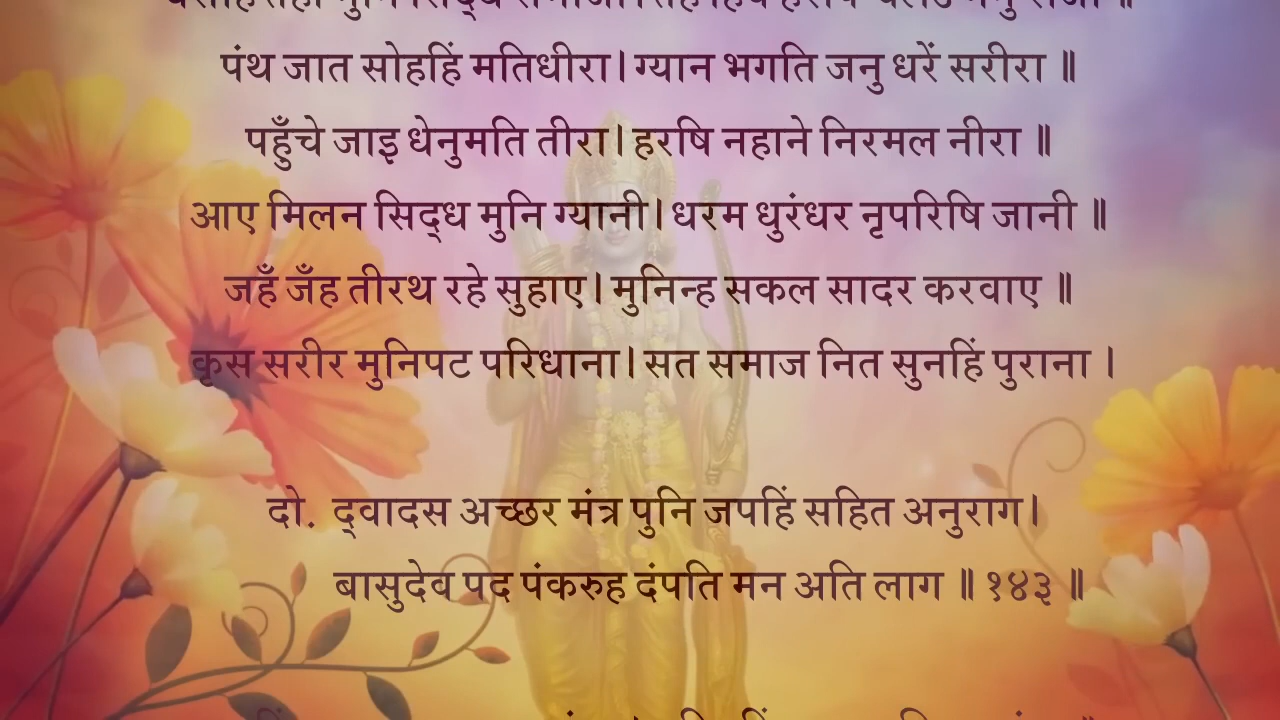 पंथ जात सोहहिं मतिधीरा। ग्यान भगति जनु धरें सरीरा ॥
पहुँचे जाइ धेनुमति तीरा। हरषि नहाने निरमल नीरा ॥
आए मिलन सिद्ध मुनि ग्यानी। धरम धुरंधर नृपरिषि जानी ॥
जहँ जँह तीरथ रहे सुहाए। मुनिन्ह सकल सादर करवाए ॥
कृस सरीर मुनिपट परिधाना। सत समाज नित सुनहिं पुराना ।
दो. द्वादस अच्छर मंत्र पुनि जपहिं सहित अनुराग।
बासुदेव पद पंकरुह दंपति मन अति लाग ॥ १४३ ॥